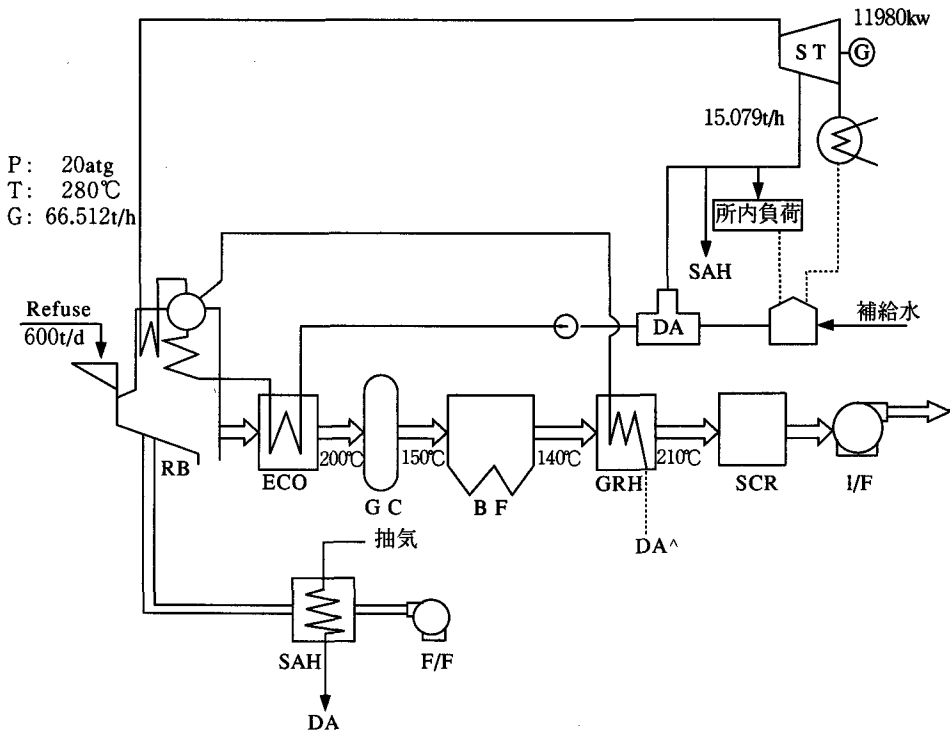 11980kw
S T
G
15.079t/h
P: 20atg
T: 280℃
G: 66.512t/h
所内負荷
SAH
Refuse
600t/d
DA
補給水
RB
ECO
200℃
G C
150℃
B F
140℃
GRH
210℃
SCR
I/F
DA^
抽気
SAH
F/F
DA